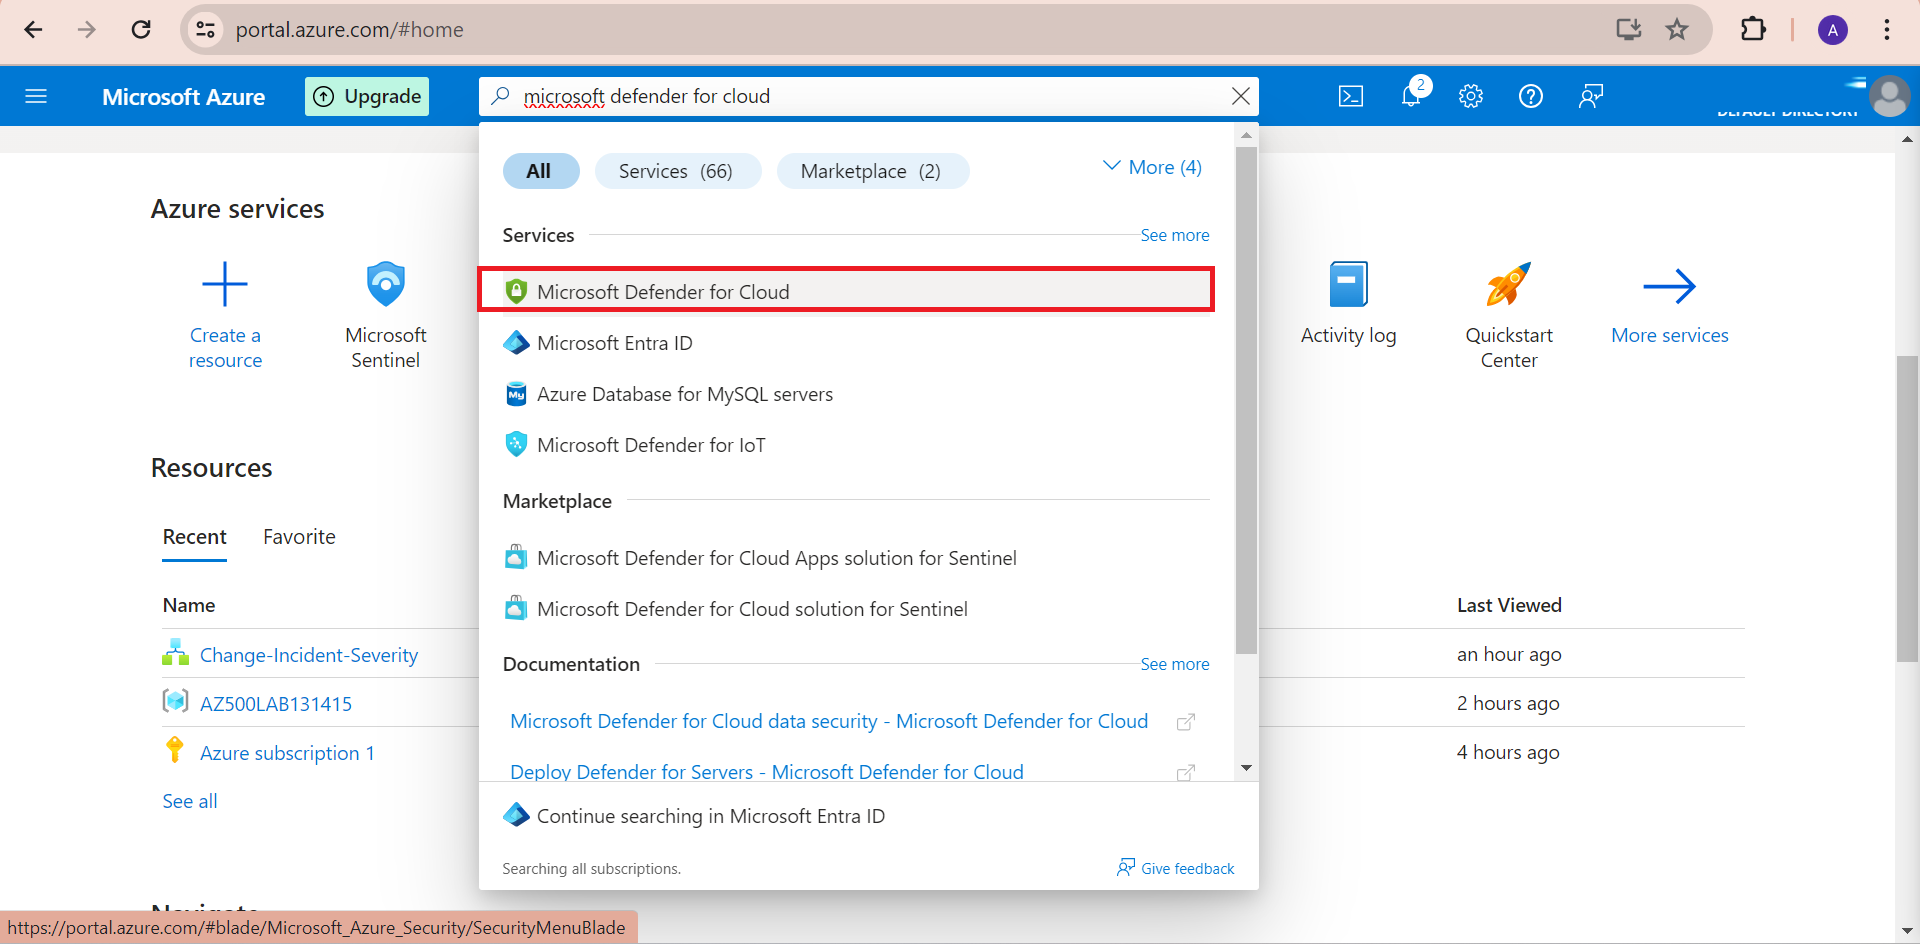 portal.azure.com/#home
A
Microsoft Azure
Upgrade
microsoft defender for cloud
2
All
Services (66)
Marketplace (2)
More (4)
Azure services
Create a
resource
Microsoft
Sentinel
Services
See more
Microsoft Defender for Cloud
Microsoft Entra ID
My
Azure Database for MySQL servers
Microsoft Defender for IoT
Activity log
Quickstart
Center
More services
Marketplace
Microsoft Defender for Cloud Apps solution for Sentinel
Microsoft Defender for Cloud solution for Sentinel
Documentation
See more
Microsoft Defender for Cloud data security - Microsoft Defender for Cloud
Deploy Defender for Servers - Microsoft Defender for Cloud
Continue searching in Microsoft Entra ID
Searching all subscriptions.
Give feedback
Resources
Recent
Favorite
Name
Last Viewed
Change-Incident-Severity
an hour ago
AZ500LAB131415
2 hours ago
Azure subscription 1
4 hours ago
See all
https://portal.azure.com/#blade/Microsoft_Azure_Security/SecurityMenuBlade